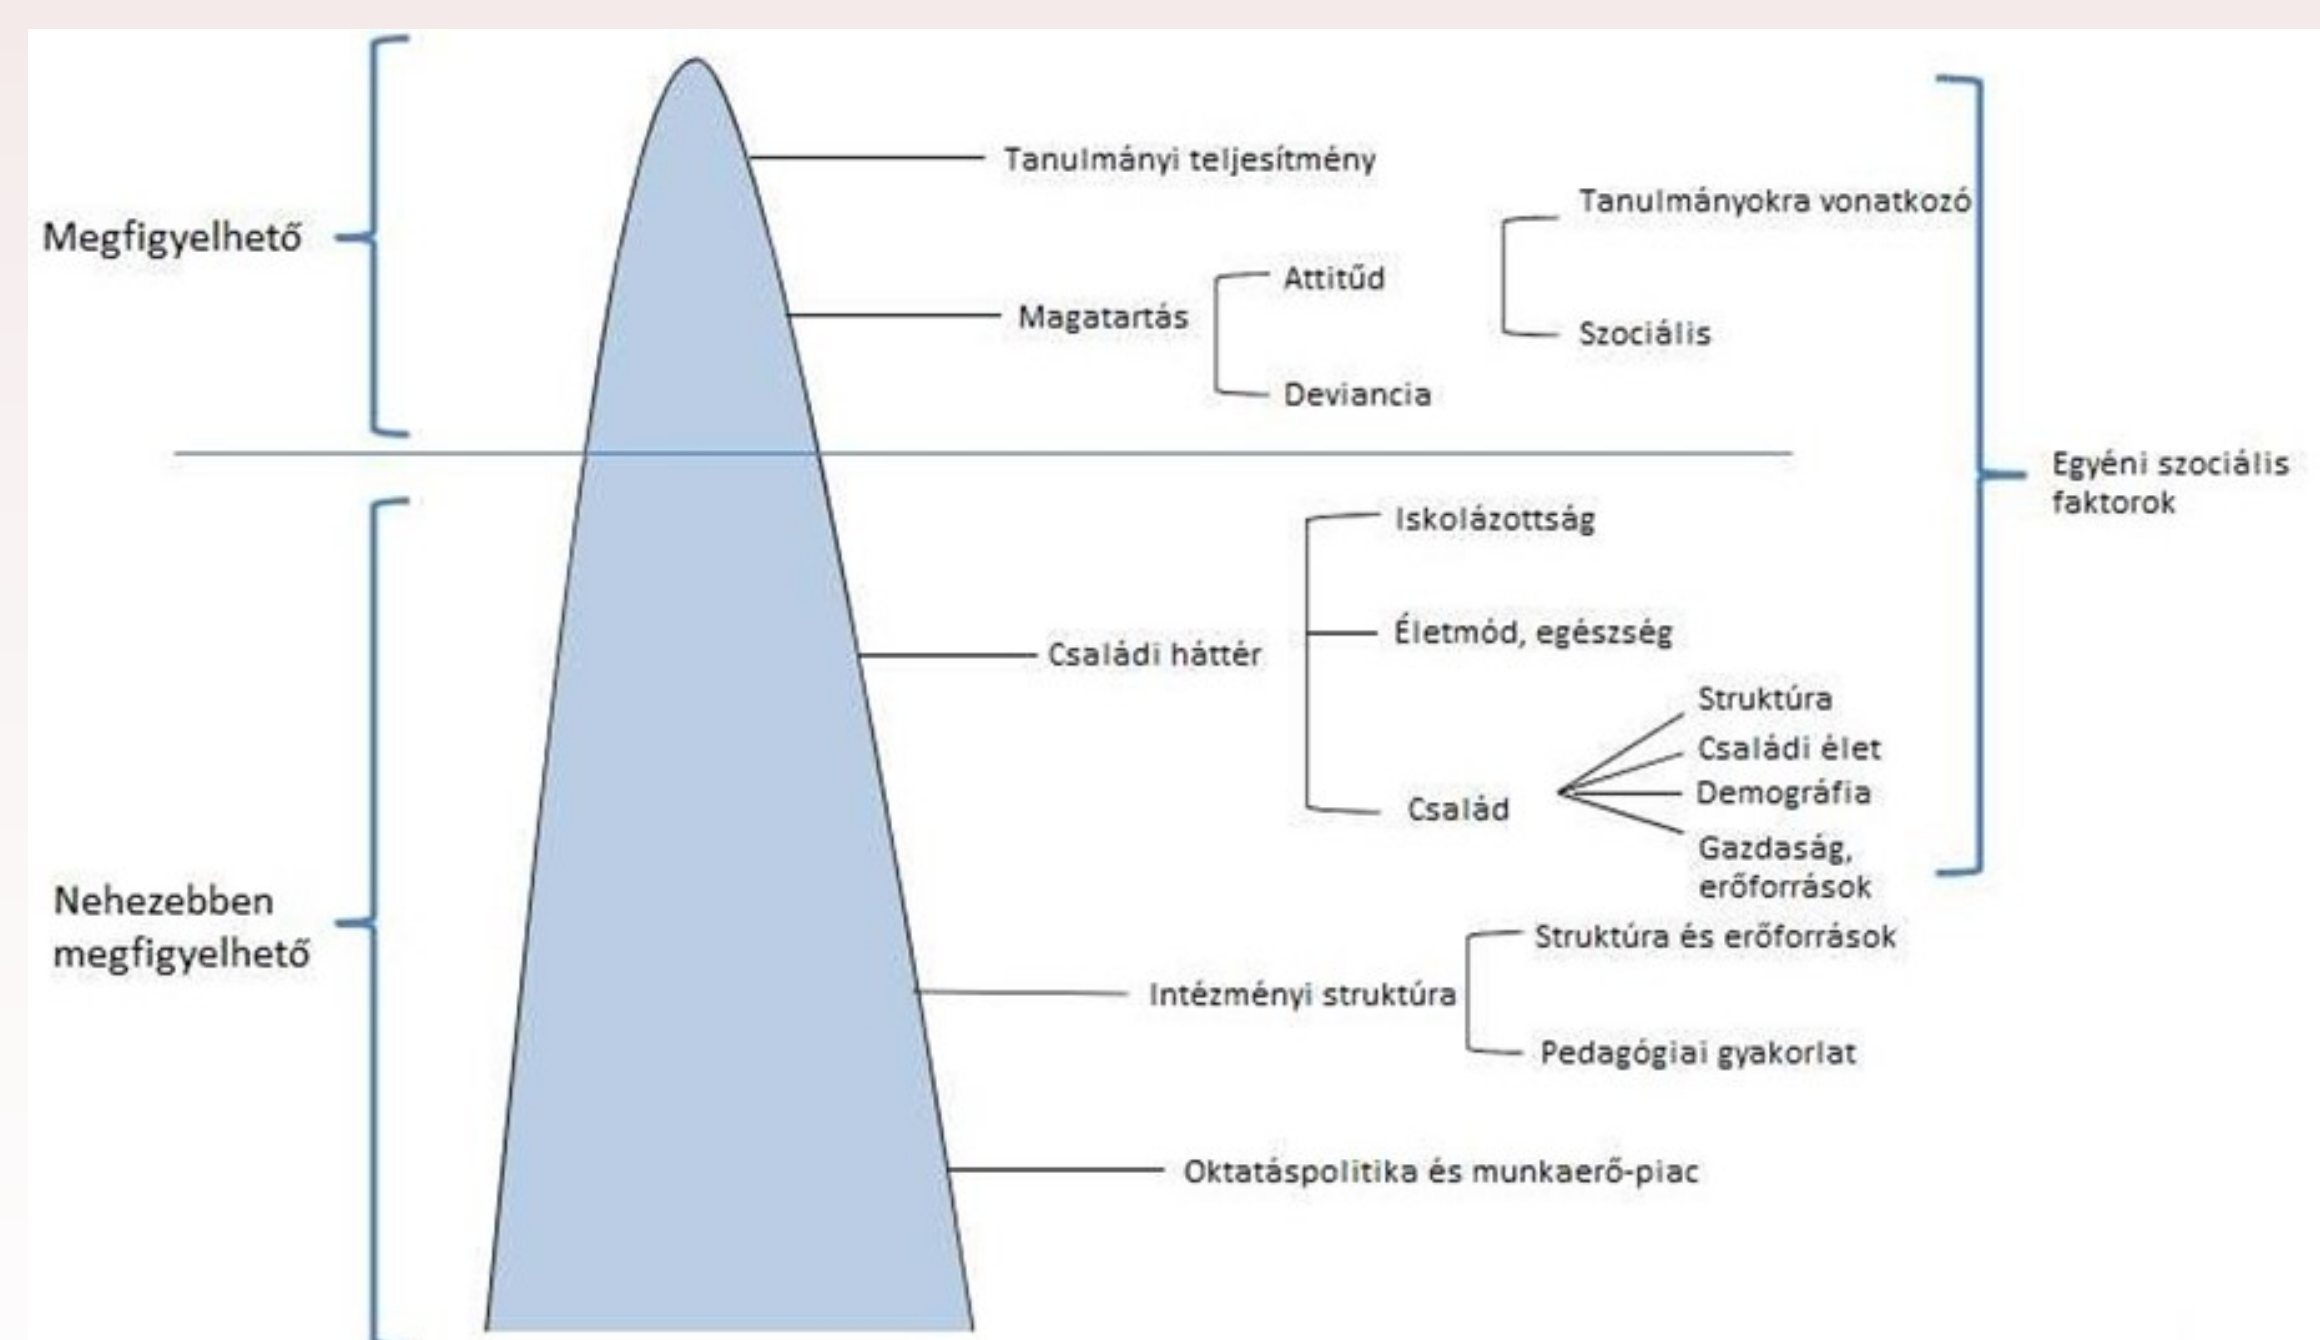 Megfigyelhető
Tanulmányi teljesítmény
Magatartás
Attitűd
Deviancia
Tanulmányokra vonatkozó
Szociális
Egyéni szociális
faktorok
Nehezebben
megfigyelhető
Családi háttér
Iskolázottság
Életmód, egészség
Család
Struktúra
Családi élet
Demográfia
Gazdaság,
erőforrások
Intézményi struktúra
Struktúra és erőforrások
Pedagógiai gyakorlat
Oktatáspolitika és munkaerő-piac